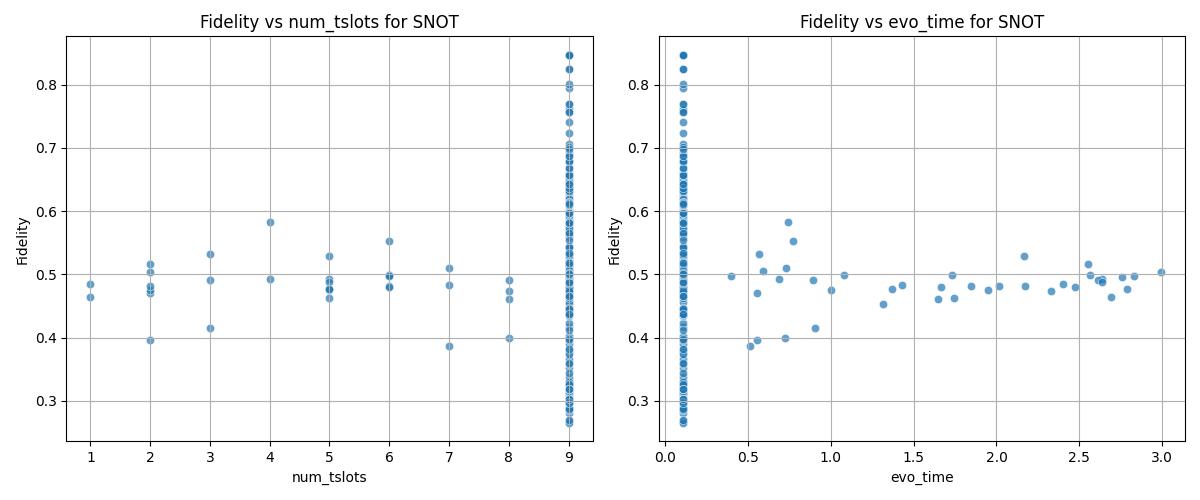 Fidelity vs num_tslots for SNOT
Fidelity
0.8
0.7
0.6
0.5
0.4
0.3
1 2 3 4 5 6 7 8 9
num_tslots
Fidelity vs evo_time for SNOT
Fidelity
0.8
0.7
0.6
0.5
0.4
0.3
0.0 0.5 1.0 1.5 2.0 2.5 3.0
evo_time